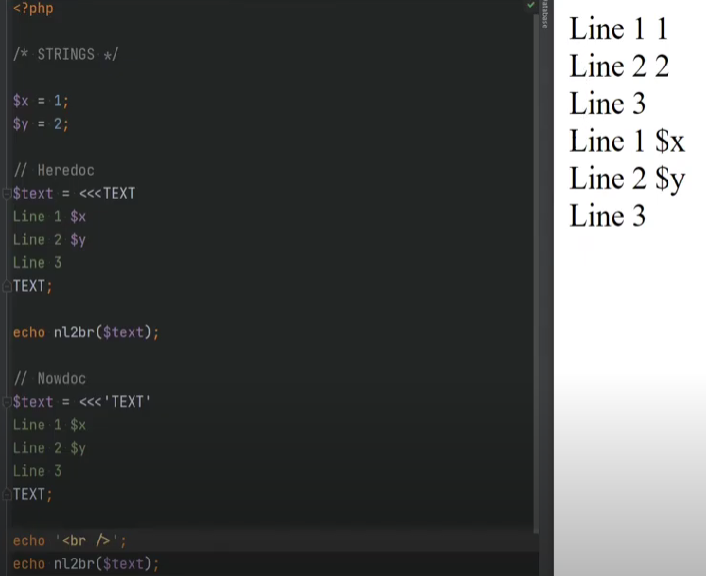 <?php
/* STRINGS */
$x = 1;
$y = 2;
// Heredoc
$text = <<<TEXT
Line 1 $x
Line 2 $y
Line 3
TEXT;
echo nl2br($text);
// Nowdoc
$text = <<<'TEXT'
Line 1 $x
Line 2 $y
Line 3
TEXT;
echo '<br />';
echo nl2br($text);
Database
Line 1 1
Line 2 2
Line 3
Line 1 $x
Line 2 $y
Line 3